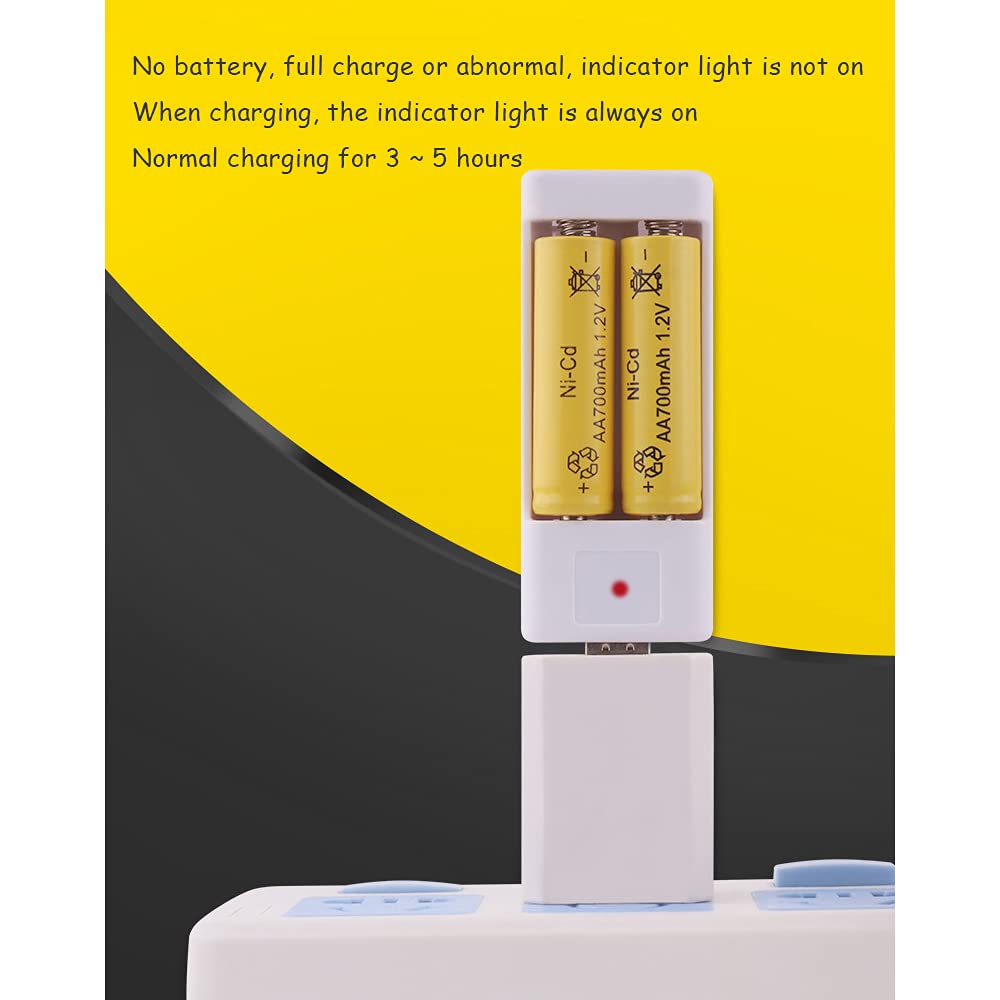 No battery, full charge or abnormal, indicator light is not on
When charging, the indicator light is always on
Normal charging for 3 ~ 5 hours
Ni-Cd
AA700mAh 1.2V
Ni-Cd
AA700mAh 1.2V